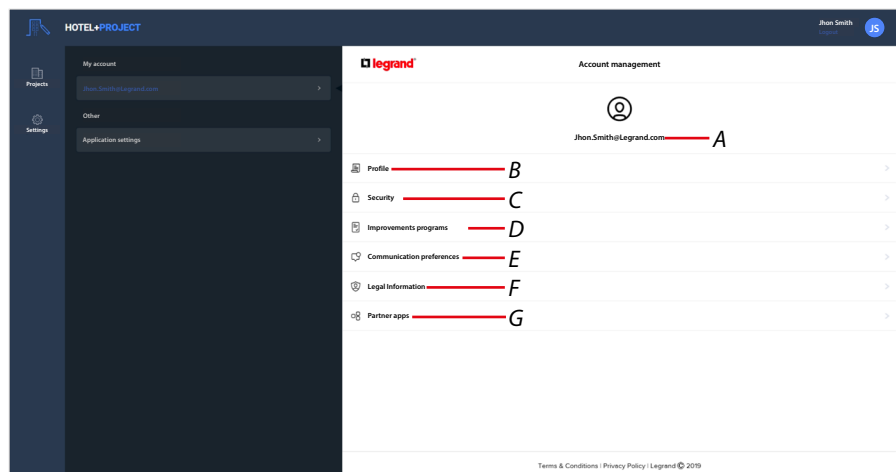 HOTEL+PROJECT
Jhon Smith
Logout
JS
Projects
Settings
My account
Jhon.Smith@Legrand.com
Other
Application settings
legrand®
Account management
Jhon.Smith@Legrand.com A
Profile B
Security C
Improvements programs D
Communication preferences E
Legal Information F
Partner apps G
Terms & Conditions | Privacy Policy | Legrand © 2019